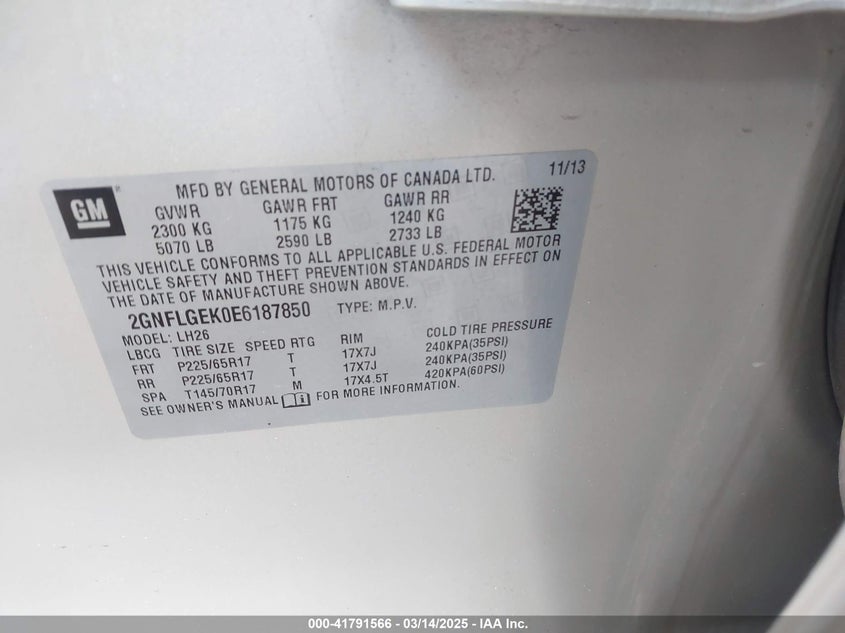 GM
MFD BY GENERAL MOTORS OF CANADA LTD. 11/13
GVWR GAWR FRT GAWR RR
2300 KG 1175 KG 1240 KG
5070 LB 2590 LB 2733 LB
THIS VEHICLE CONFORMS TO ALL APPLICABLE U.S. FEDERAL MOTOR
VEHICLE SAFETY AND THEFT PREVENTION STANDARDS IN EFFECT ON
THE DATE OF MANUFACTURE SHOWN ABOVE.
2GNFLGEK0E6187850 TYPE: M.P.V.
MODEL: LH26
LBCG TIRE SIZE SPEED RTG RIM COLD TIRE PRESSURE
FRT P225/65R17 T 17X7J 240KPA(35PSI)
RR P225/65R17 T 17X7J 240KPA(35PSI)
SPA T145/70R17 M 17X4.5T 420KPA(60PSI)
SEE OWNER'S MANUAL FOR MORE INFORMATION.
000-41791566 - 03/14/2025 - IAA Inc.